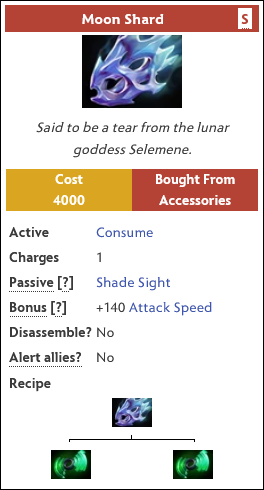 Moon Shard S
Said to be a tear from the lunar
goddess Selemene.
Cost Bought From
4000 Accessories
Active Consume
Charges 1
Passive [?] Shade Sight
Bonus [?] +140 Attack Speed
Disassemble? No
Alert allies? No
Recipe